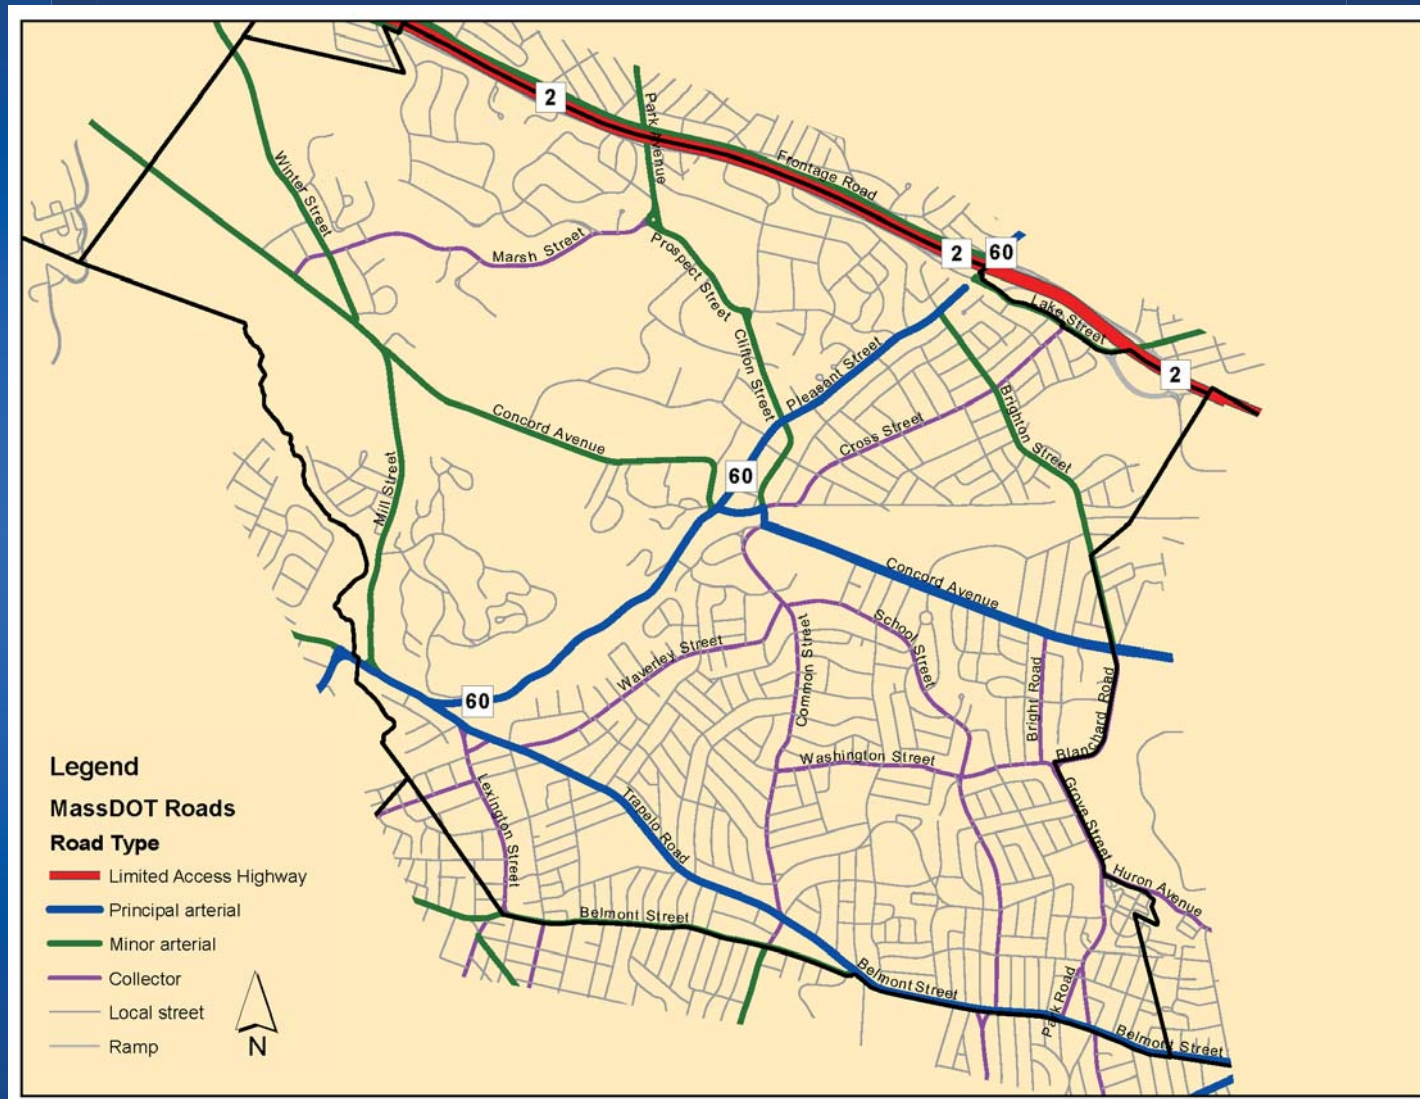 2
Park Avenue
Frontage Road
Winter Street
Marsh Street
Prospect Street
2
60
Lake Street
Clifton Street
Pleasant Street
2
Brighton Street
Concord Avenue
Cross Street
Mill Street
60
Concord Avenue
School Street
Common Street
Waverley Street
Bright Road
Blanchard Road
60
Washington Street
Lexington Street
Trapelo Road
Grove Street
Huron Avenue
Belmont Street
Belmont Street
Park Road
Belmont Street
Legend
MassDOT Roads
Road Type
Limited Access Highway
Principal arterial
Minor arterial
Collector
Local street
Ramp
N